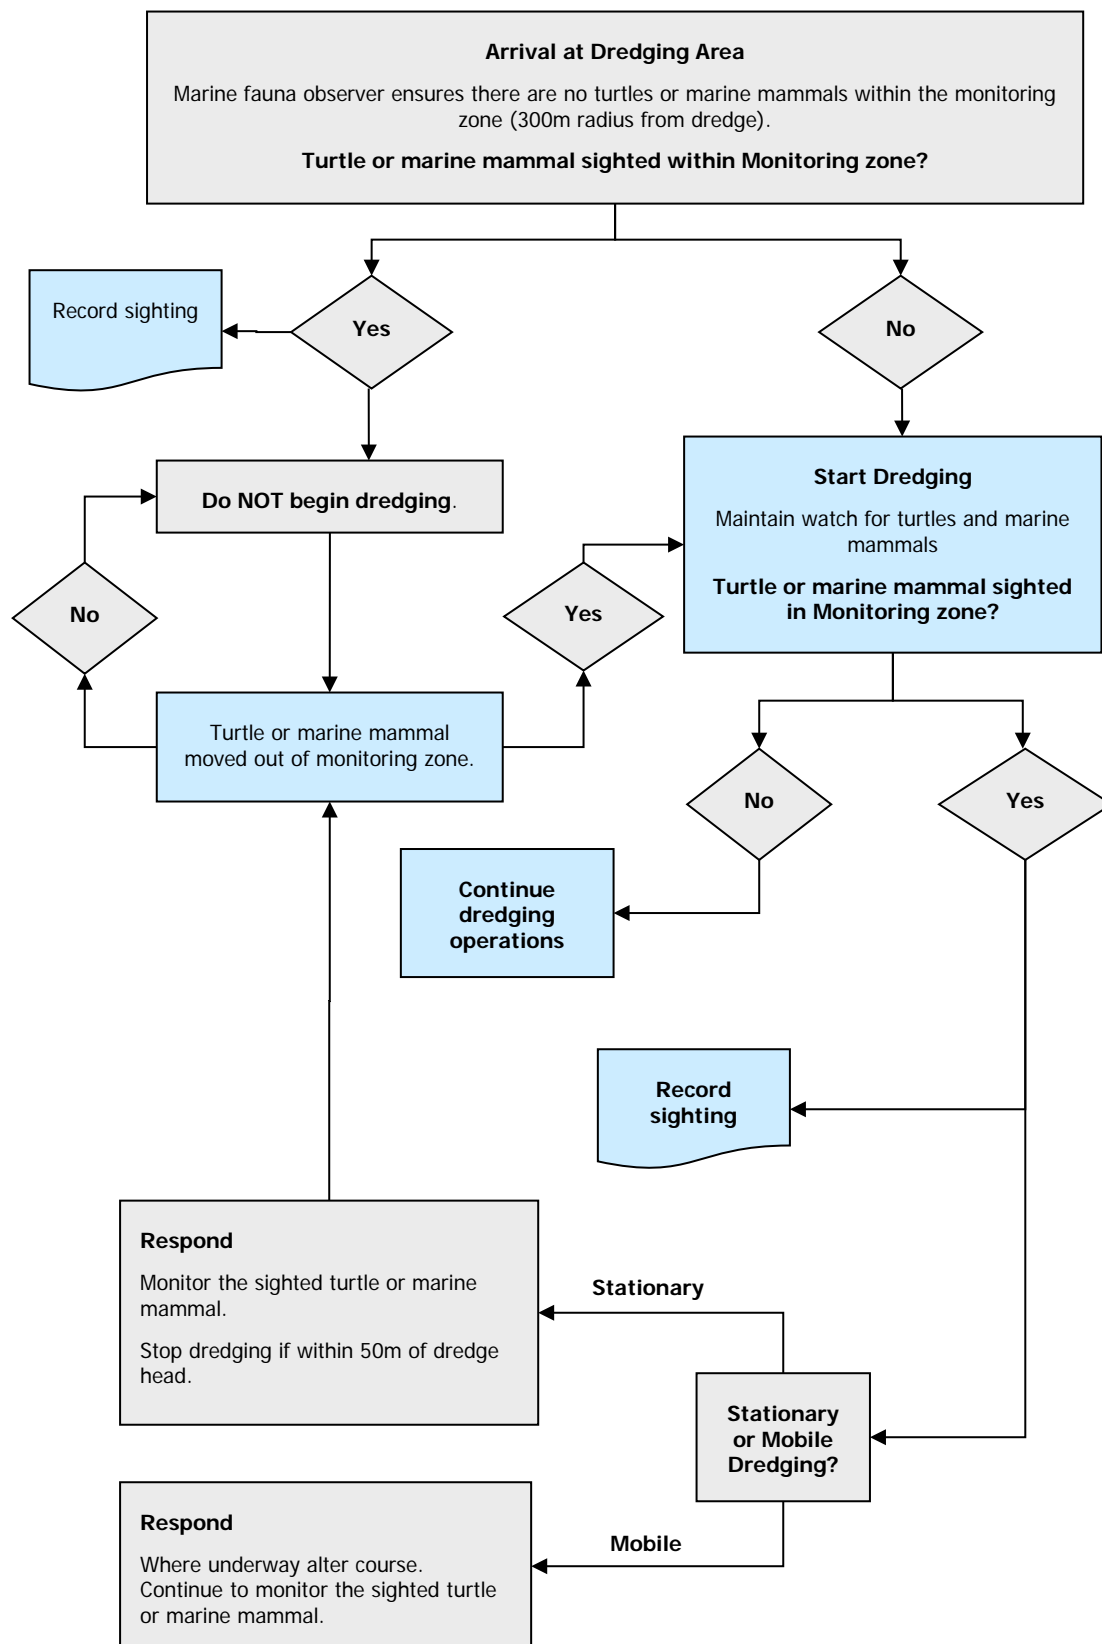 Arrival at Dredging Area
Marine fauna observer ensures there are no turtles or marine mammals within the monitoring
zone (300m radius from dredge).
Turtle or marine mammal sighted within Monitoring zone?
Record sighting
Yes
No
Do NOT begin dredging.
Start Dredging
Maintain watch for turtles and marine
mammals
Turtle or marine mammal sighted
in Monitoring zone?
No
Yes
Turtle or marine mammal
moved out of monitoring zone.
No
Yes
Continue
dredging
operations
Record
sighting
Respond
Monitor the sighted turtle or marine
mammal.
Stop dredging if within 50m of dredge
head.
Stationary
Stationary
or Mobile
Dredging?
Mobile
Respond
Where underway alter course.
Continue to monitor the sighted turtle
or marine mammal.